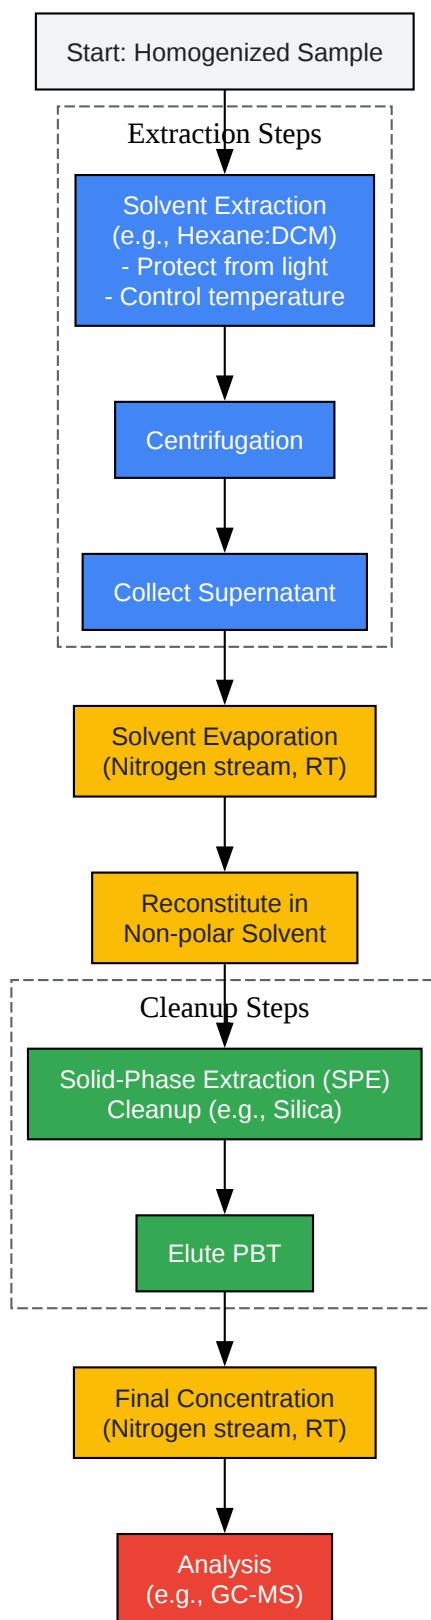 Start: Homogenized Sample
Extraction Steps
Solvent Extraction
(e.g., Hexane:DCM)
- Protect from light
- Control temperature
Centrifugation
Collect Supernatant
Solvent Evaporation
(Nitrogen stream, RT)
Reconstitute in
Non-polar Solvent
Cleanup Steps
Solid-Phase Extraction (SPE)
Cleanup (e.g., Silica)
Elute PBT
Final Concentration
(Nitrogen stream, RT)
Analysis
(e.g., GC-MS)